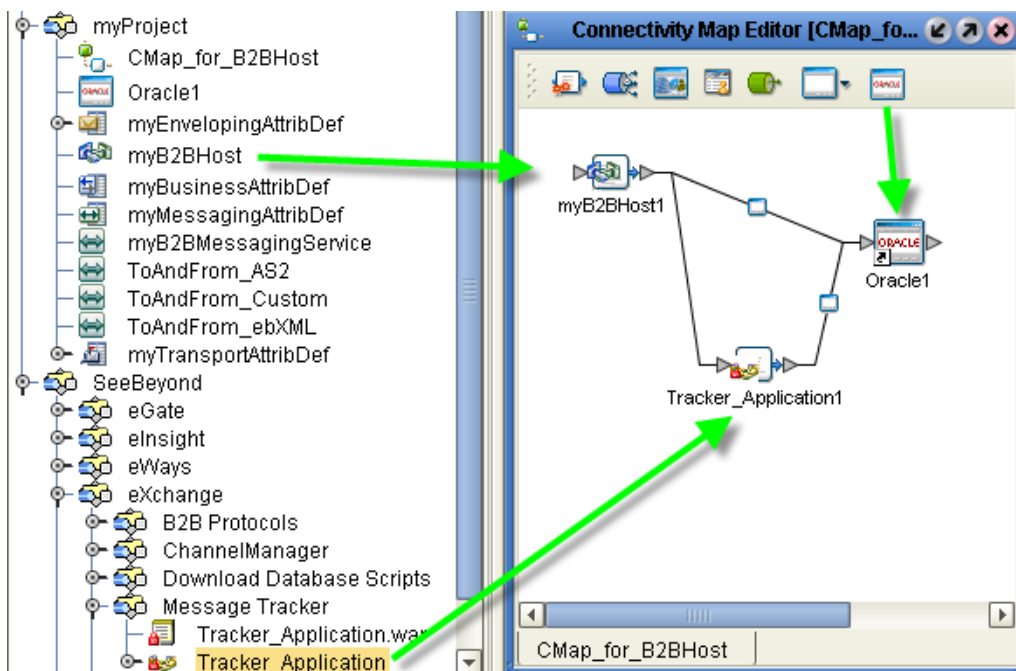 myProject
CMap_for_B2BHost
Oracle1
myEnvelopingAttribDef
myB2BHost
myBusinessAttribDef
myMessagingAttribDef
myB2BMessagingService
ToAndFrom_AS2
ToAndFrom_Custom
ToAndFrom_ebXML
myTransportAttribDef
SeeBeyond
eGate
eInsight
eWays
eXchange
B2B Protocols
ChannelManager
Download Database Scripts
Message Tracker
Tracker_Application.war
Tracker_Application
Connectivity Map Editor [CMap_fo...
myB2BHost1
ORACLE
Oracle1
Tracker_Application1
CMap_for_B2BHost